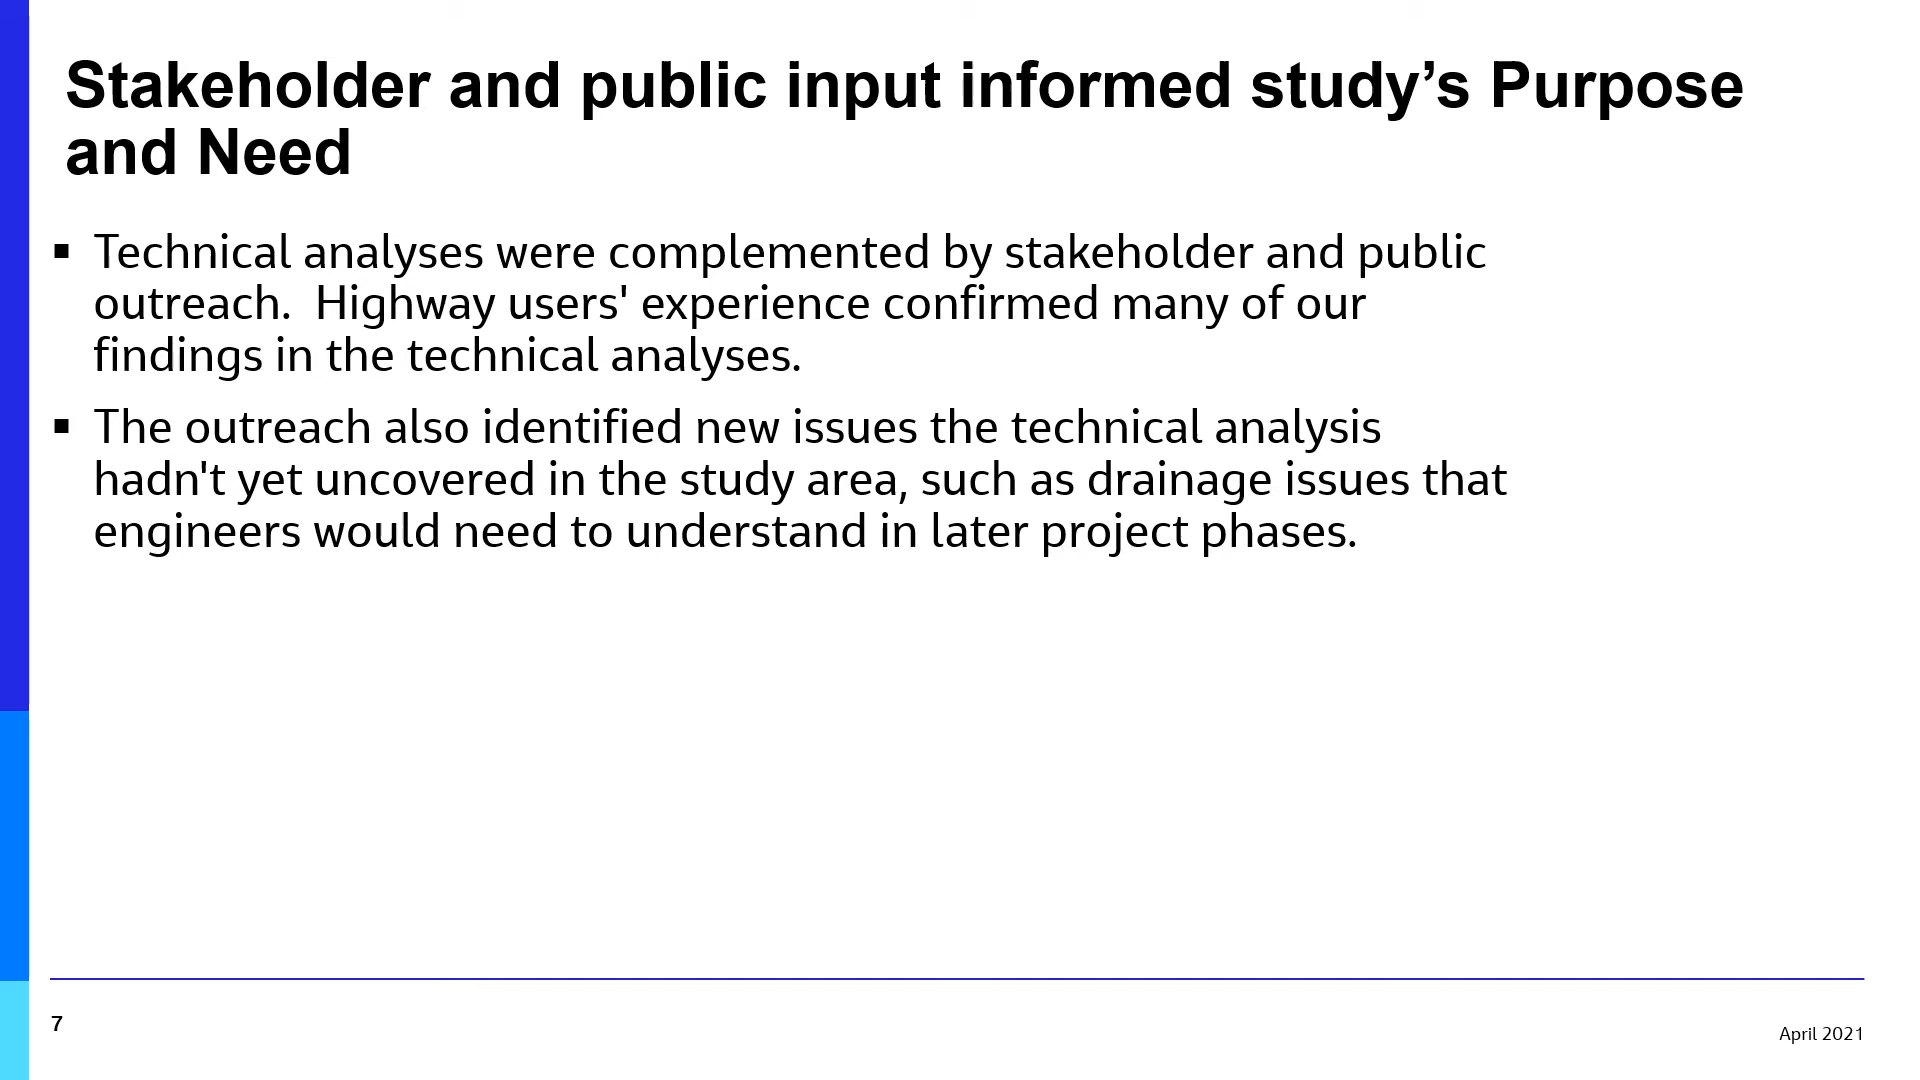 Stakeholder and public input informed study’s Purpose
and Need
▪ Technical analyses were complemented by stakeholder and public
outreach.  Highway users' experience confirmed many of our
findings in the technical analyses.
▪ The outreach also identified new issues the technical analysis
hadn't yet uncovered in the study area, such as drainage issues that
engineers would need to understand in later project phases.
7
April 2021